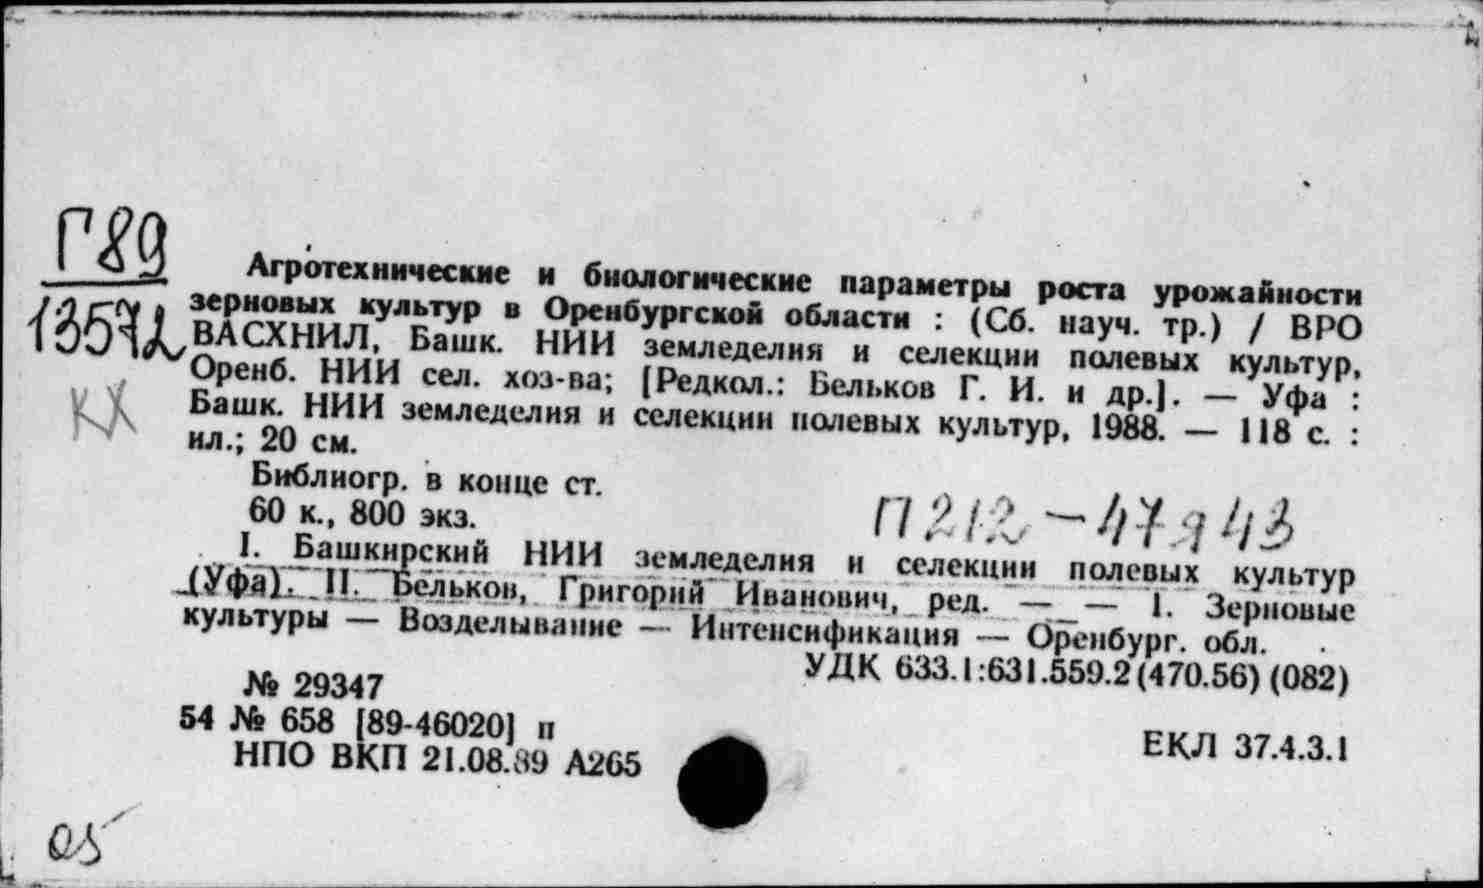 Г89
Агротехнические и биологические параметры роста урожайности
зерновых культур в Оренбургской области : (Сб. науч. тр.) / ВРО
ВАСХНИЛ, Башк. НИИ земледелия и селекции полевых культур,
Оренб. НИИ сел. хоз-ва; [Редкол.: Бельков Г. И. и др.]. — Уфа :
Башк. НИИ земледелия и селекции полевых культур, 1988. — 118 с. :
ил.; 20 см.
КХ
Библиогр. в конце ст.
60 к., 800 экз.
I. Башкирский НИИ земледелия и селекции полевых культур
(Уфа). II. Бельков, Григорий Иванович, ред. — — 1. Зерновые
культуры — Возделывание — Интенсификация — Оренбург. обл.
УДК 633.1:631.559.2(470.56)(082)
№ 29347
54 № 658 [89-46020] п
НПО ВКП 21.08.89 А265
ЕКЛ 37.4.3.1